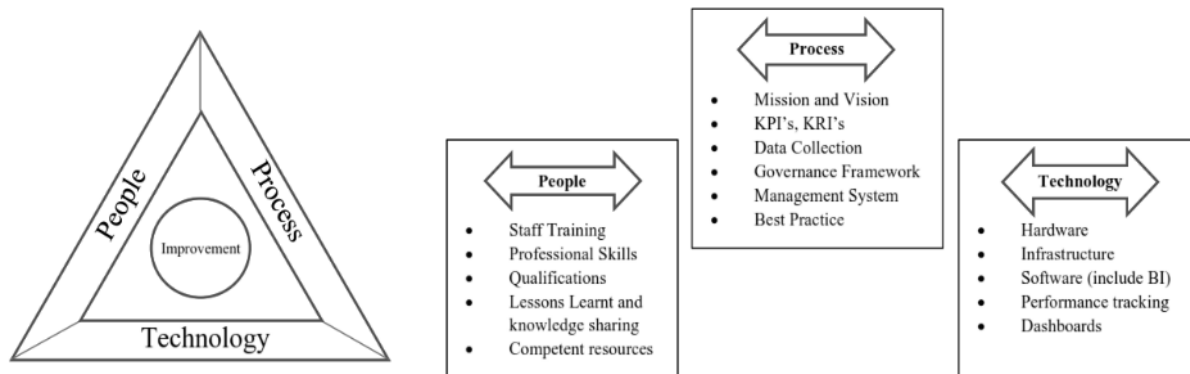 People
Process
Improvement
Technology
People
• Staff Training
• Professional Skills
• Qualifications
• Lessons Learnt and
knowledge sharing
• Competent resources
Process
• Mission and Vision
• KPI's, KRI's
• Data Collection
• Governance Framework
• Management System
• Best Practice
Technology
• Hardware
• Infrastructure
• Software (include BI)
• Performance tracking
• Dashboards